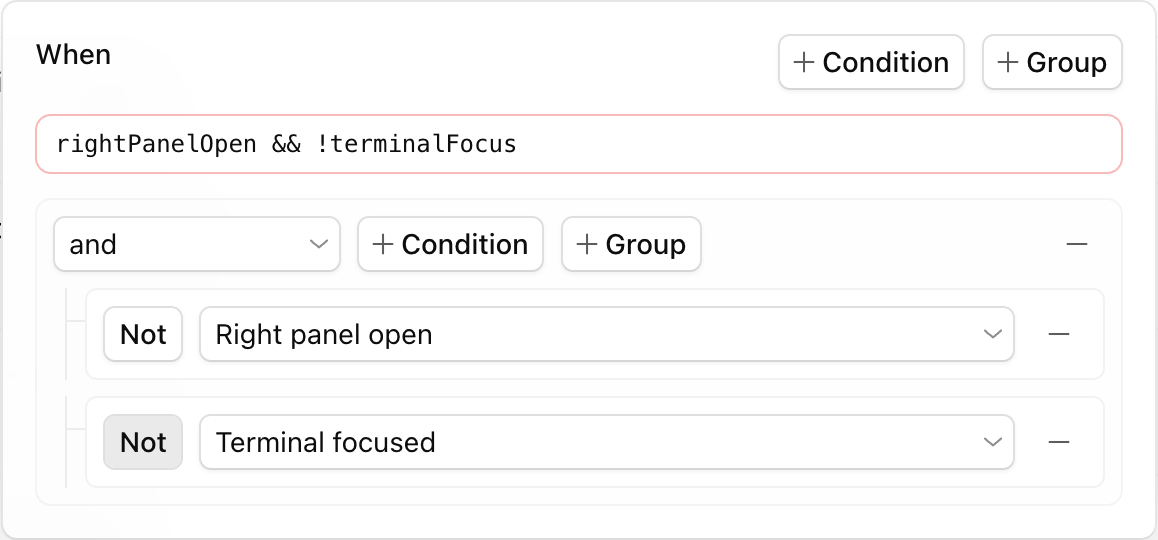 When
+ Condition
+ Group
rightPanelOpen && !terminalFocus
and
+ Condition
+ Group
Not
Right panel open
Not
Terminal focused